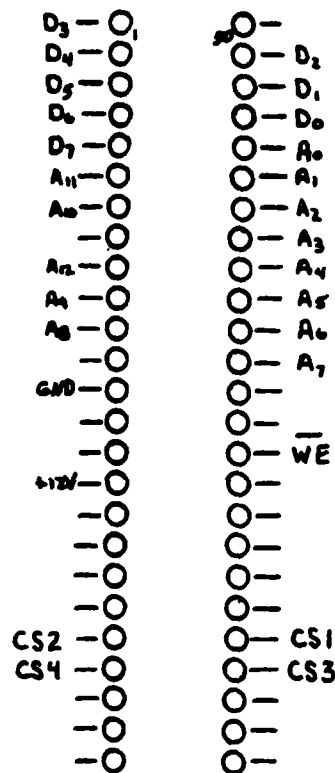 D3 1 50
D4 D2
D5 D1
D6 D0
D7 A0
A11 A1
A10 A2
A3
A12 A4
A9 A5
A8 A6
A7
GND
WE
+12V
CS2 CS1
CS4 CS3